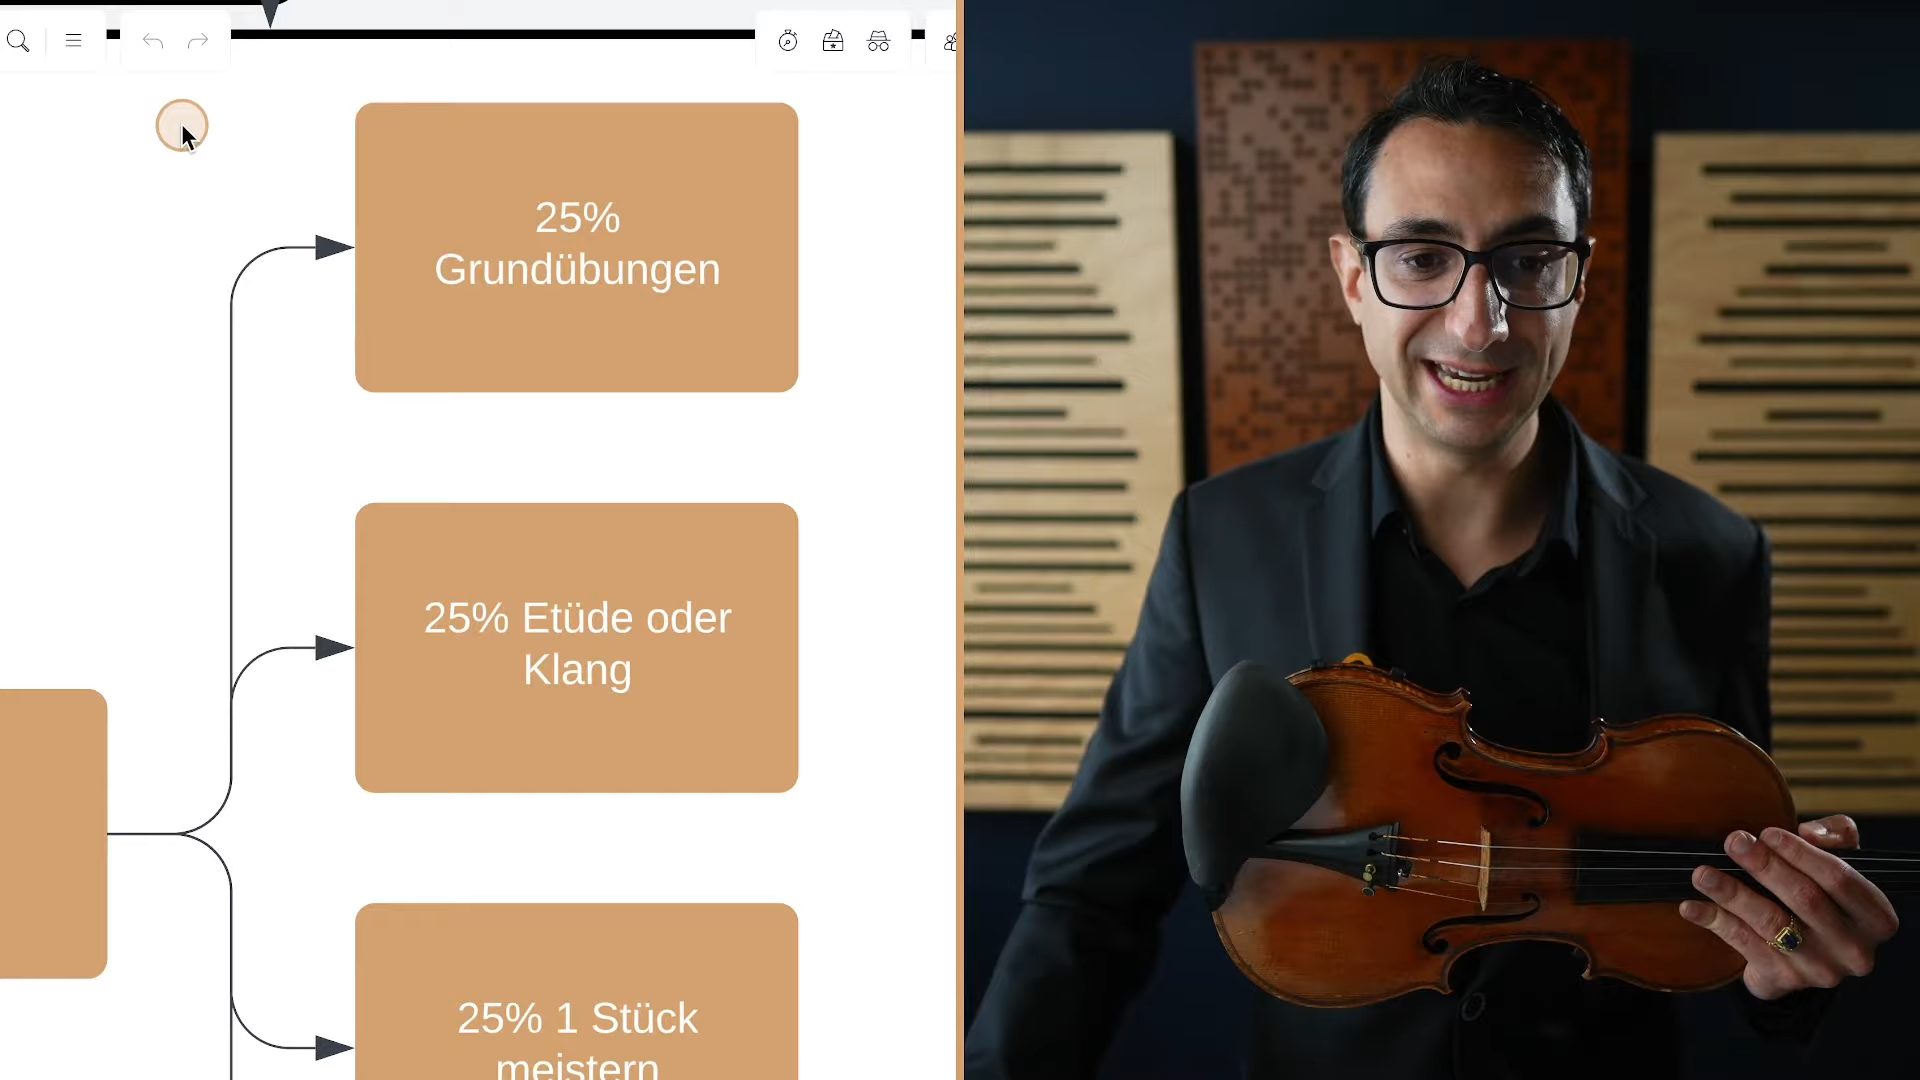 25%
Grundübungen
25% Etüde oder
Klang
25% 1 Stück
meistern